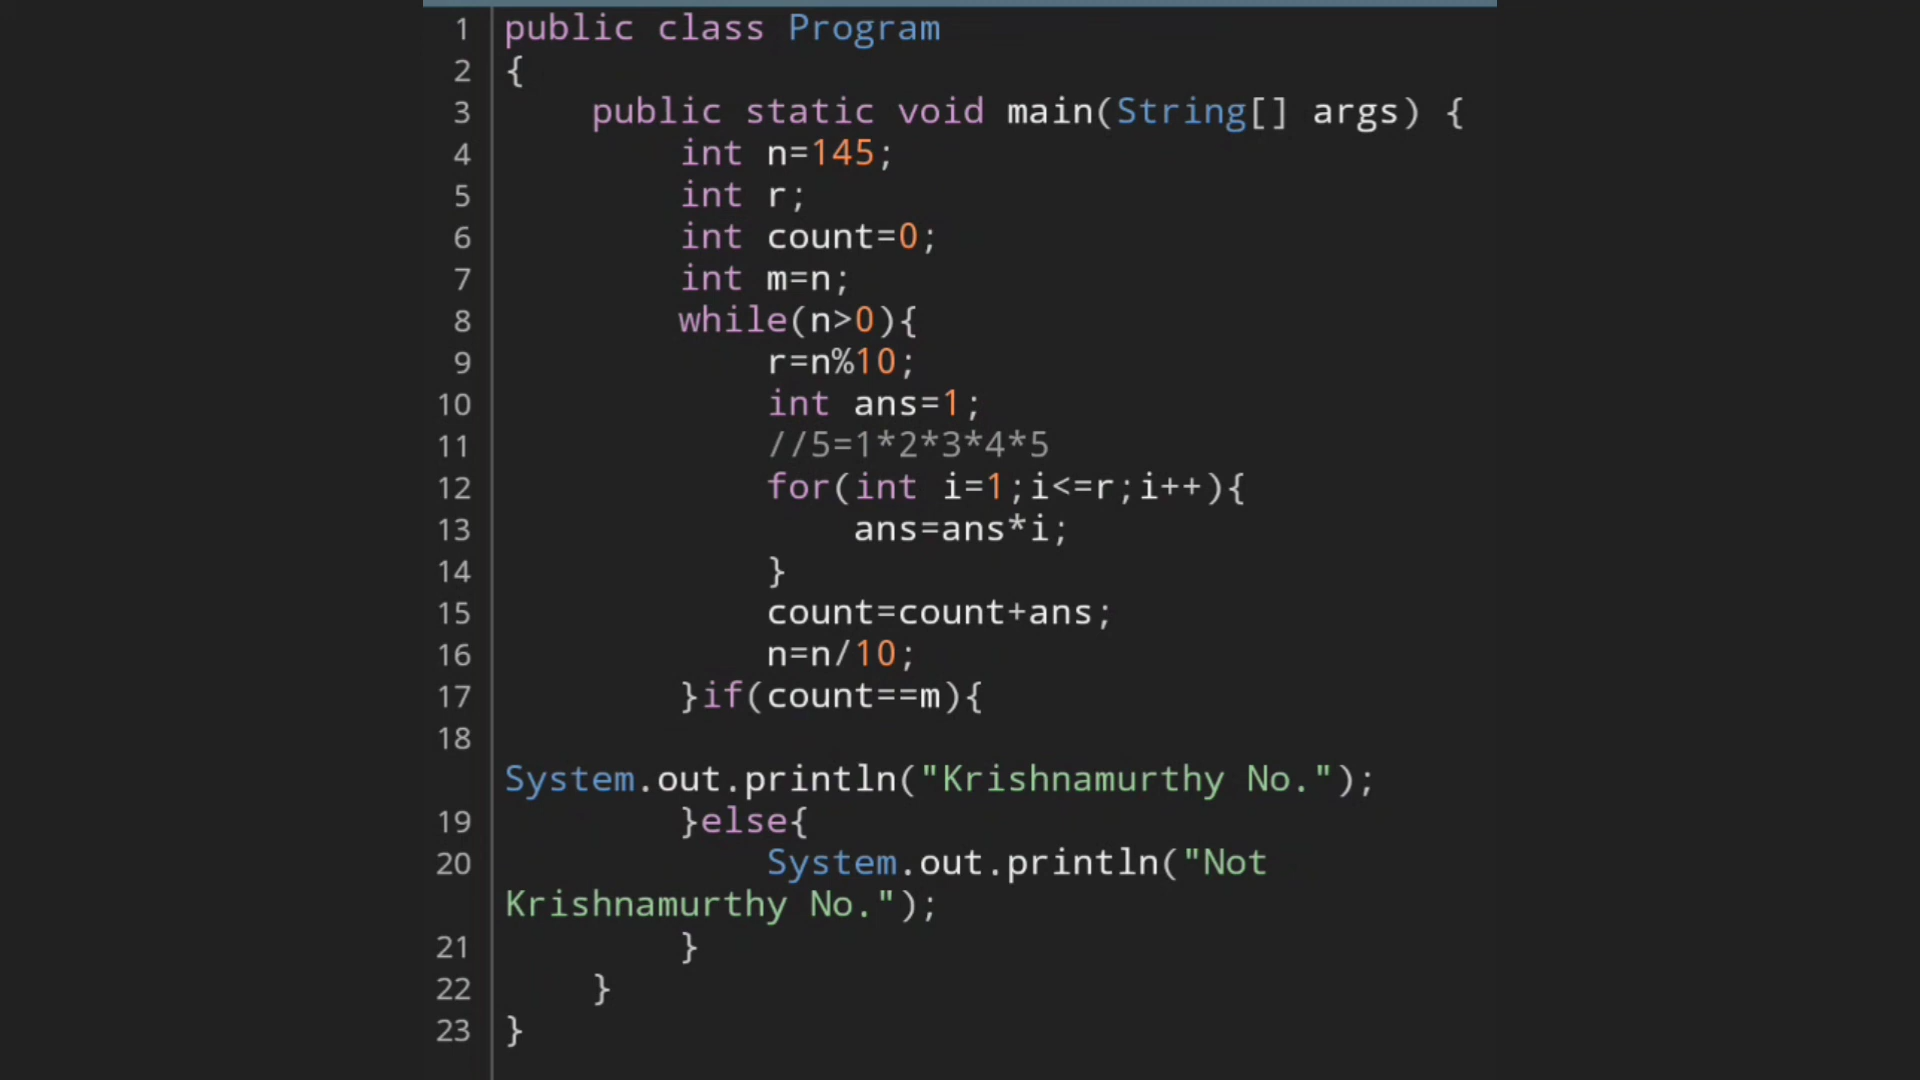 1 public class Program
2 {
3     public static void main(String[] args) {
4         int n=145;
5         int r;
6         int count=0;
7         int m=n;
8         while(n>0){
9             r=n%10;
10             int ans=1;
11             //5=1*2*3*4*5
12             for(int i=1;i<=r;i++){
13                 ans=ans*i;
14             }
15             count=count+ans;
16             n=n/10;
17         }if(count==m){
18
System.out.println("Krishnamurthy No.");
19         }else{
20             System.out.println("Not
Krishnamurthy No.");
21         }
22     }
23 }